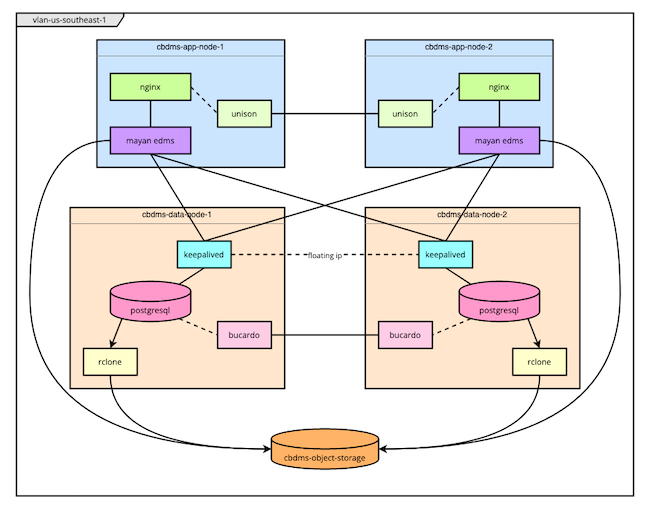 vlan-us-southeast-1
cbdms-app-node-1
cbdms-app-node-2
nginx
nginx
unison
unison
mayan edms
mayan edms
cbdms-data-node-1
cbdms-data-node-2
keepalived
floating ip
keepalived
postgresql
postgresql
bucardo
bucardo
rclone
rclone
cbdms-object-storage